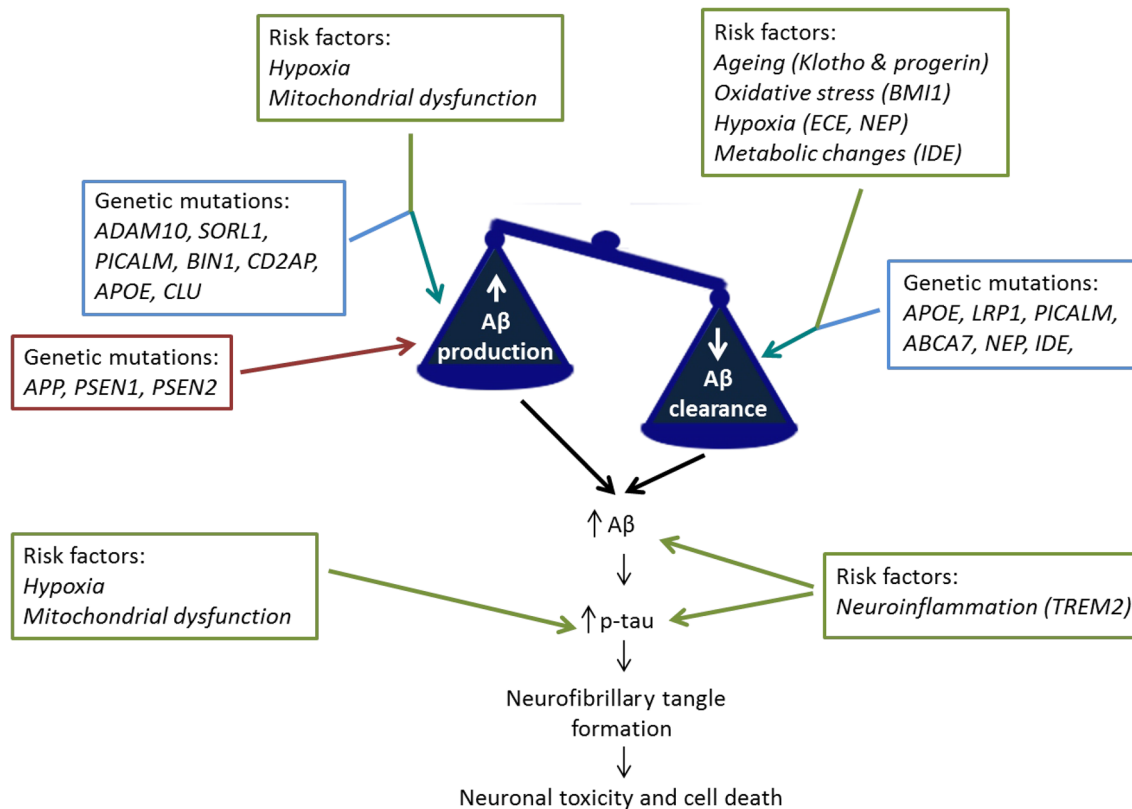 Risk factors:
Hypoxia
Mitochondrial dysfunction
Risk factors:
Ageing (Klotho & progerin)
Oxidative stress (BMI1)
Hypoxia (ECE, NEP)
Metabolic changes (IDE)
Genetic mutations:
ADAM10, SORL1,
PICALM, BIN1, CD2AP,
APOE, CLU
Genetic mutations:
APP, PSEN1, PSEN2
↑
Aβ
production
↓
Aβ
clearance
Genetic mutations:
APOE, LRP1, PICALM,
ABCA7, NEP, IDE,
↑ Aβ
Risk factors:
Hypoxia
Mitochondrial dysfunction
Risk factors:
Neuroinflammation (TREM2)
↑ p-tau
Neurofibrillary tangle
formation
Neuronal toxicity and cell death